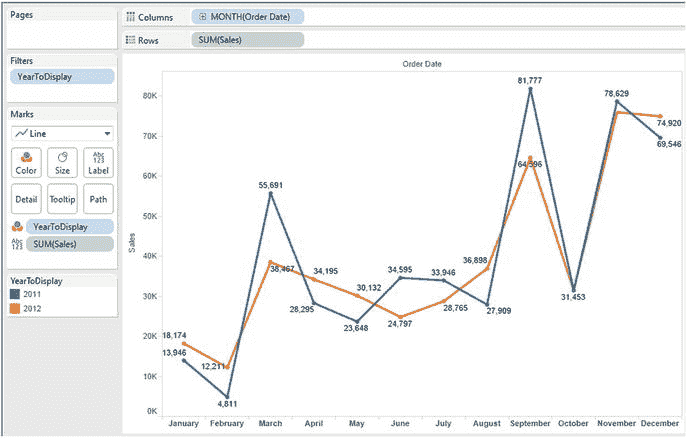 Pages
Columns
MONTH(Order Date)
Rows
SUM(Sales)
Filters
YearToDisplay
Marks
Line
Color
Size
Abc
123
Label
Detail
Tooltip
Path
YearToDisplay
Abc
123
SUM(Sales)
YearToDisplay
2011
2012
Order Date
Sales
80K
70K
60K
50K
40K
30K
20K
10K
0K
18,174
13,946
12,211
4,811
55,691
38,467
34,195
28,295
30,132
23,648
34,595
24,797
33,946
28,765
36,898
27,909
81,777
64,596
31,453
78,629
74,920
69,546
January
February
March
April
May
June
July
August
September
October
November
December